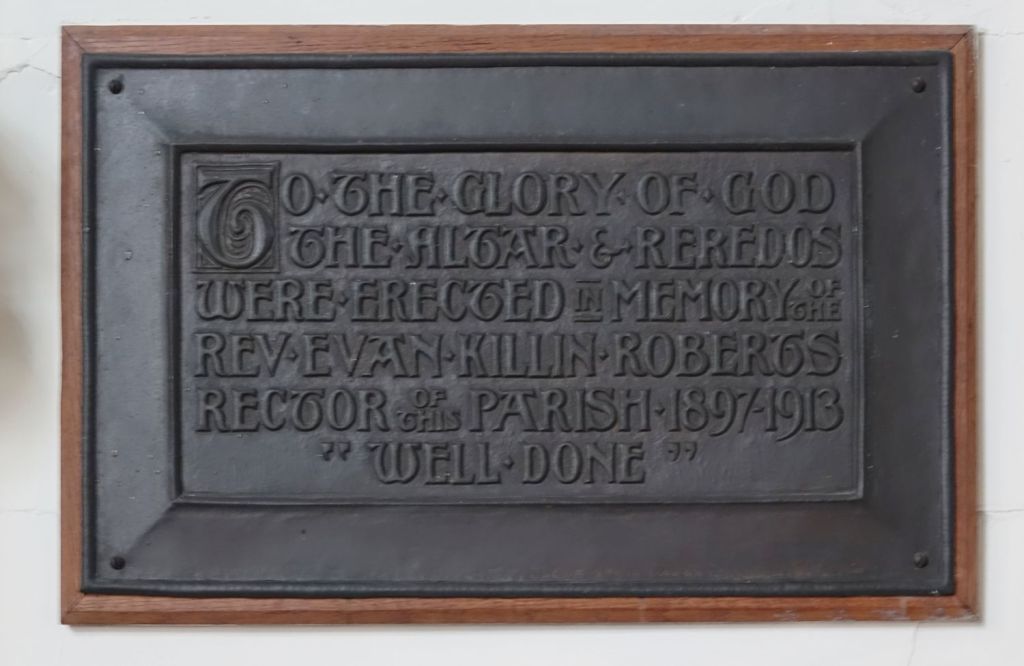 TO·THE·GLORY·OF·GOD
THE·ALTAR·&·REREDOS
WERE·ERECTED IN MEMORY OF THE
REV·EVAN·KILLIN·ROBERTS
RECTOR OF THIS PARISH·1897-1913
"WELL·DONE"